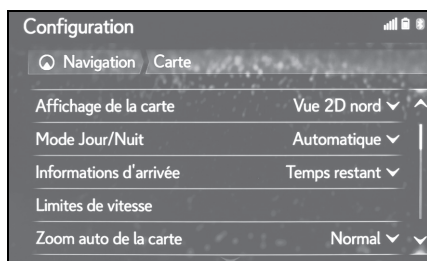 Configuration
Navigation Carte
Affichage de la carte Vue 2D nord
Mode Jour/Nuit Automatique
Informations d'arrivée Temps restant
Limites de vitesse
Zoom auto de la carte Normal